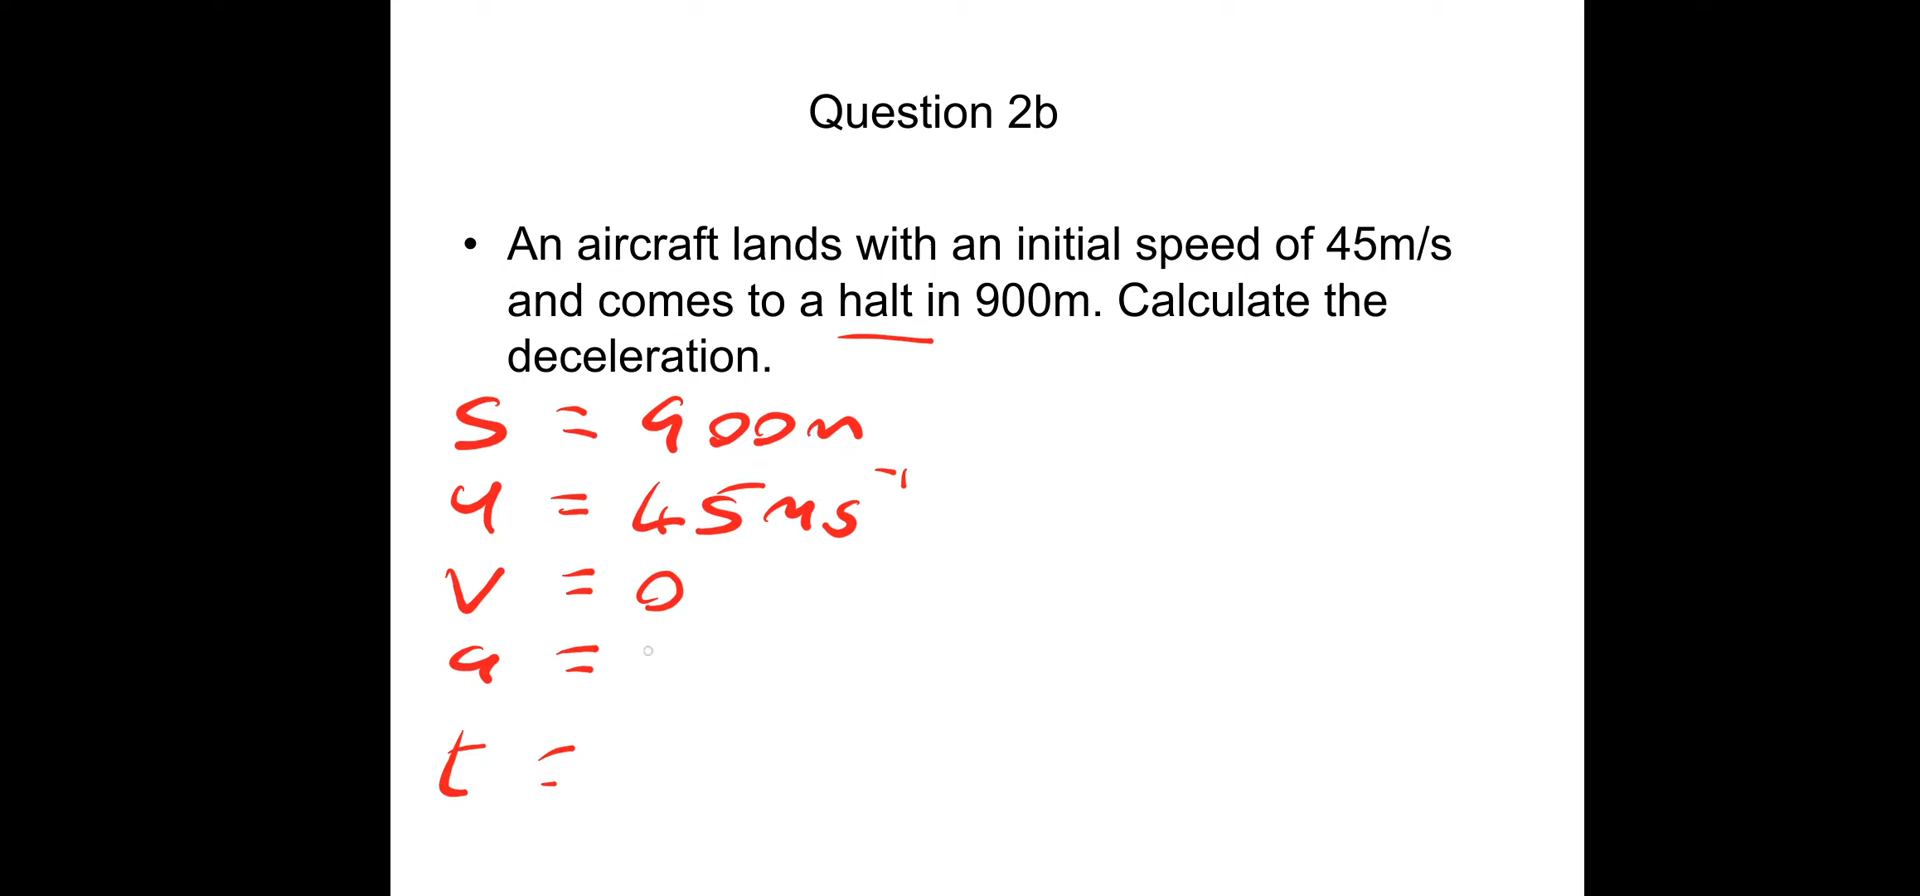 Question 2b
• An aircraft lands with an initial speed of 45m/s
and comes to a halt in 900m. Calculate the
deceleration.
s = 900m
u = 45ms⁻¹
v = 0
a =
t =